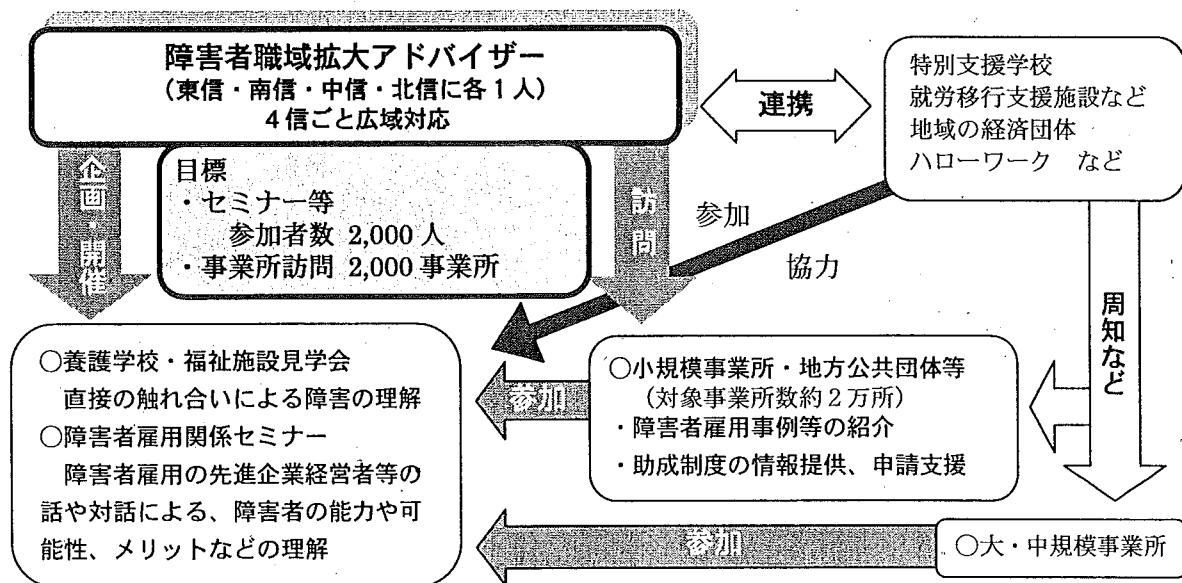 障害者職域拡大アドバイザー
(東信・南信・中信・北信に各1人)
4信ごと広域対応
連携
特別支援学校
就労移行支援施設など
地域の経済団体
ハローワーク など
企画・開催
目標
・セミナー等
参加者数 2,000人
・事業所訪問 2,000事業所
訪問
参加
協力
周知など
○養護学校・福祉施設見学会
直接の触れ合いによる障害の理解
○障害者雇用関係セミナー
障害者雇用の先進企業経営者等の
話や対話による、障害者の能力や可
能性、メリットなどの理解
参加
○小規模事業所・地方公共団体等
(対象事業所数約2万所)
・障害者雇用事例等の紹介
・助成制度の情報提供、申請支援
参加
○大・中規模事業所